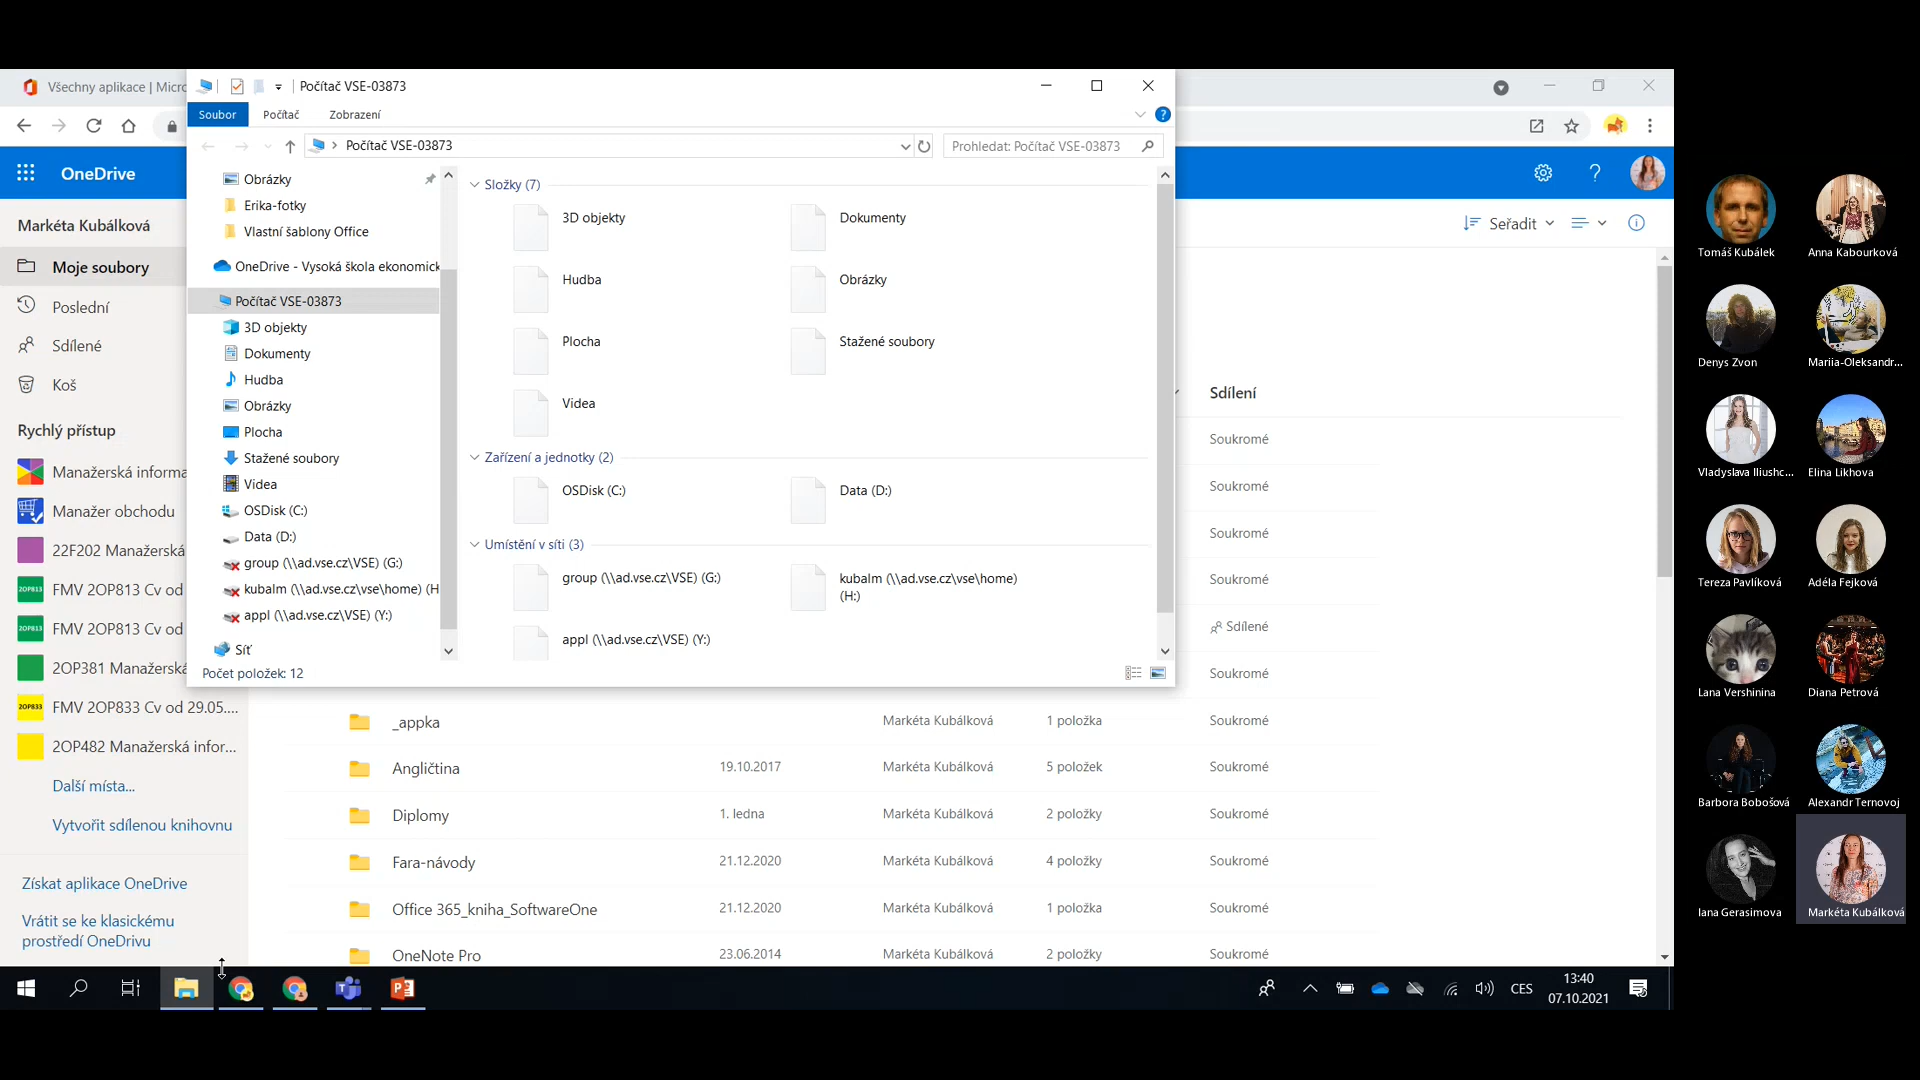 Všechny aplikace | Micro
Počítač VSE-03873
Soubor
Počítač
Zobrazení
Počítač VSE-03873
Prohledat: Počítač VSE-03873
OneDrive
Markéta Kubálková
Moje soubory
Poslední
Sdílené
Koš
Rychlý přístup
Manažerská informa
Manažer obchodu
22F202 Manažerská
2OP813
FMV 2OP813 Cv od
2OP813
FMV 2OP813 Cv od
2OP381 Manažerská
2OP833
FMV 2OP833 Cv od 29.05....
2OP482 Manažerská infor...
Další místa...
Vytvořit sdílenou knihovnu
Získat aplikace OneDrive
Vrátit se ke klasickému
prostředí OneDrivu
Obrázky
Erika-fotky
Vlastní šablony Office
OneDrive - Vysoká škola ekonomick
Počítač VSE-03873
3D objekty
Dokumenty
Hudba
Obrázky
Plocha
Stažené soubory
Videa
OSDisk (C:)
Data (D:)
group (\\ad.vse.cz\VSE) (G:)
kubalm (\\ad.vse.cz\vse\home) (H
appl (\\ad.vse.cz\VSE) (Y:)
Síť
Složky (7)
3D objekty
Dokumenty
Hudba
Obrázky
Plocha
Stažené soubory
Videa
Zařízení a jednotky (2)
OSDisk (C:)
Data (D:)
Umístění v síti (3)
group (\\ad.vse.cz\VSE) (G:)
kubalm (\\ad.vse.cz\vse\home)
(H:)
appl (\\ad.vse.cz\VSE) (Y:)
Počet položek: 12
Seřadit
Sdílení
Soukromé
Soukromé
Soukromé
Soukromé
Sdílené
Soukromé
_appka Markéta Kubálková 1 položka Soukromé
Angličtina 19.10.2017 Markéta Kubálková 5 položek Soukromé
Diplomy 1. ledna Markéta Kubálková 2 položky Soukromé
Fara-návody 21.12.2020 Markéta Kubálková 4 položky Soukromé
Office 365_kniha_SoftwareOne 21.12.2020 Markéta Kubálková 1 položka Soukromé
OneNote Pro 23.06.2014 Markéta Kubálková 2 položky Soukromé
CES
13:40
07.10.2021
Tomáš Kubálek
Anna Kabourková
Denys Zvon
Mariia-Oleksandr...
Vladyslava Iliushc...
Elina Likhova
Tereza Pavlíková
Adéla Fejková
Lana Vershinina
Diana Petrová
Barbora Bobošová
Alexandr Ternovoj
Iana Gerasimova
Markéta Kubálková